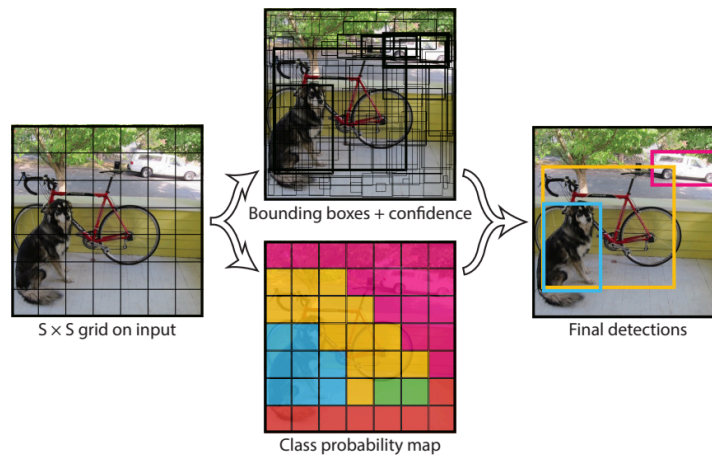 Bounding boxes + confidence
S × S grid on input
Final detections
Class probability map